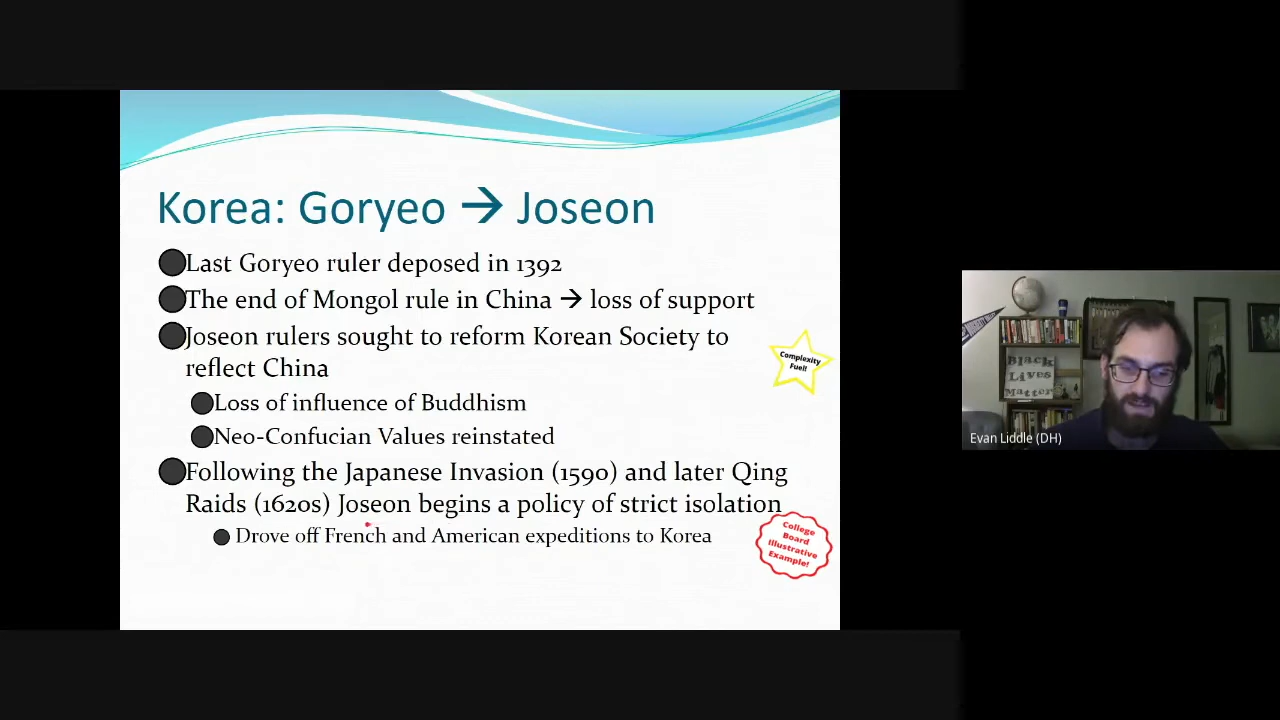 Korea: Goryeo → Joseon
Last Goryeo ruler deposed in 1392
The end of Mongol rule in China → loss of support
Joseon rulers sought to reform Korean Society to
reflect China
Complexity
Fuel!
Loss of influence of Buddhism
Neo-Confucian Values reinstated
Following the Japanese Invasion (1590) and later Qing
Raids (1620s) Joseon begins a policy of strict isolation
Drove off French and American expeditions to Korea
College
Board
Illustrative
Example!
Black
Lives
Matter
Evan Liddle (DH)